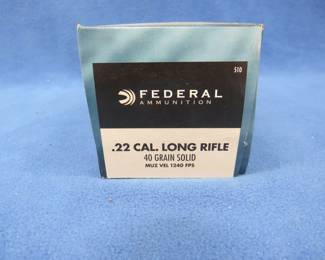 510
FEDERAL
AMMUNITION
.22 CAL. LONG RIFLE
40 GRAIN SOLID
MUZ VEL 1240 FPS